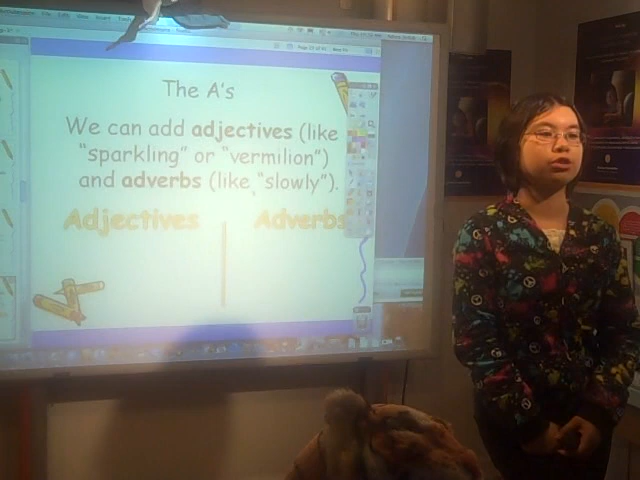 The A's
We can add adjectives (like
"sparkling" or "vermilion")
and adverbs (like "slowly").
Adjectives Adverbs